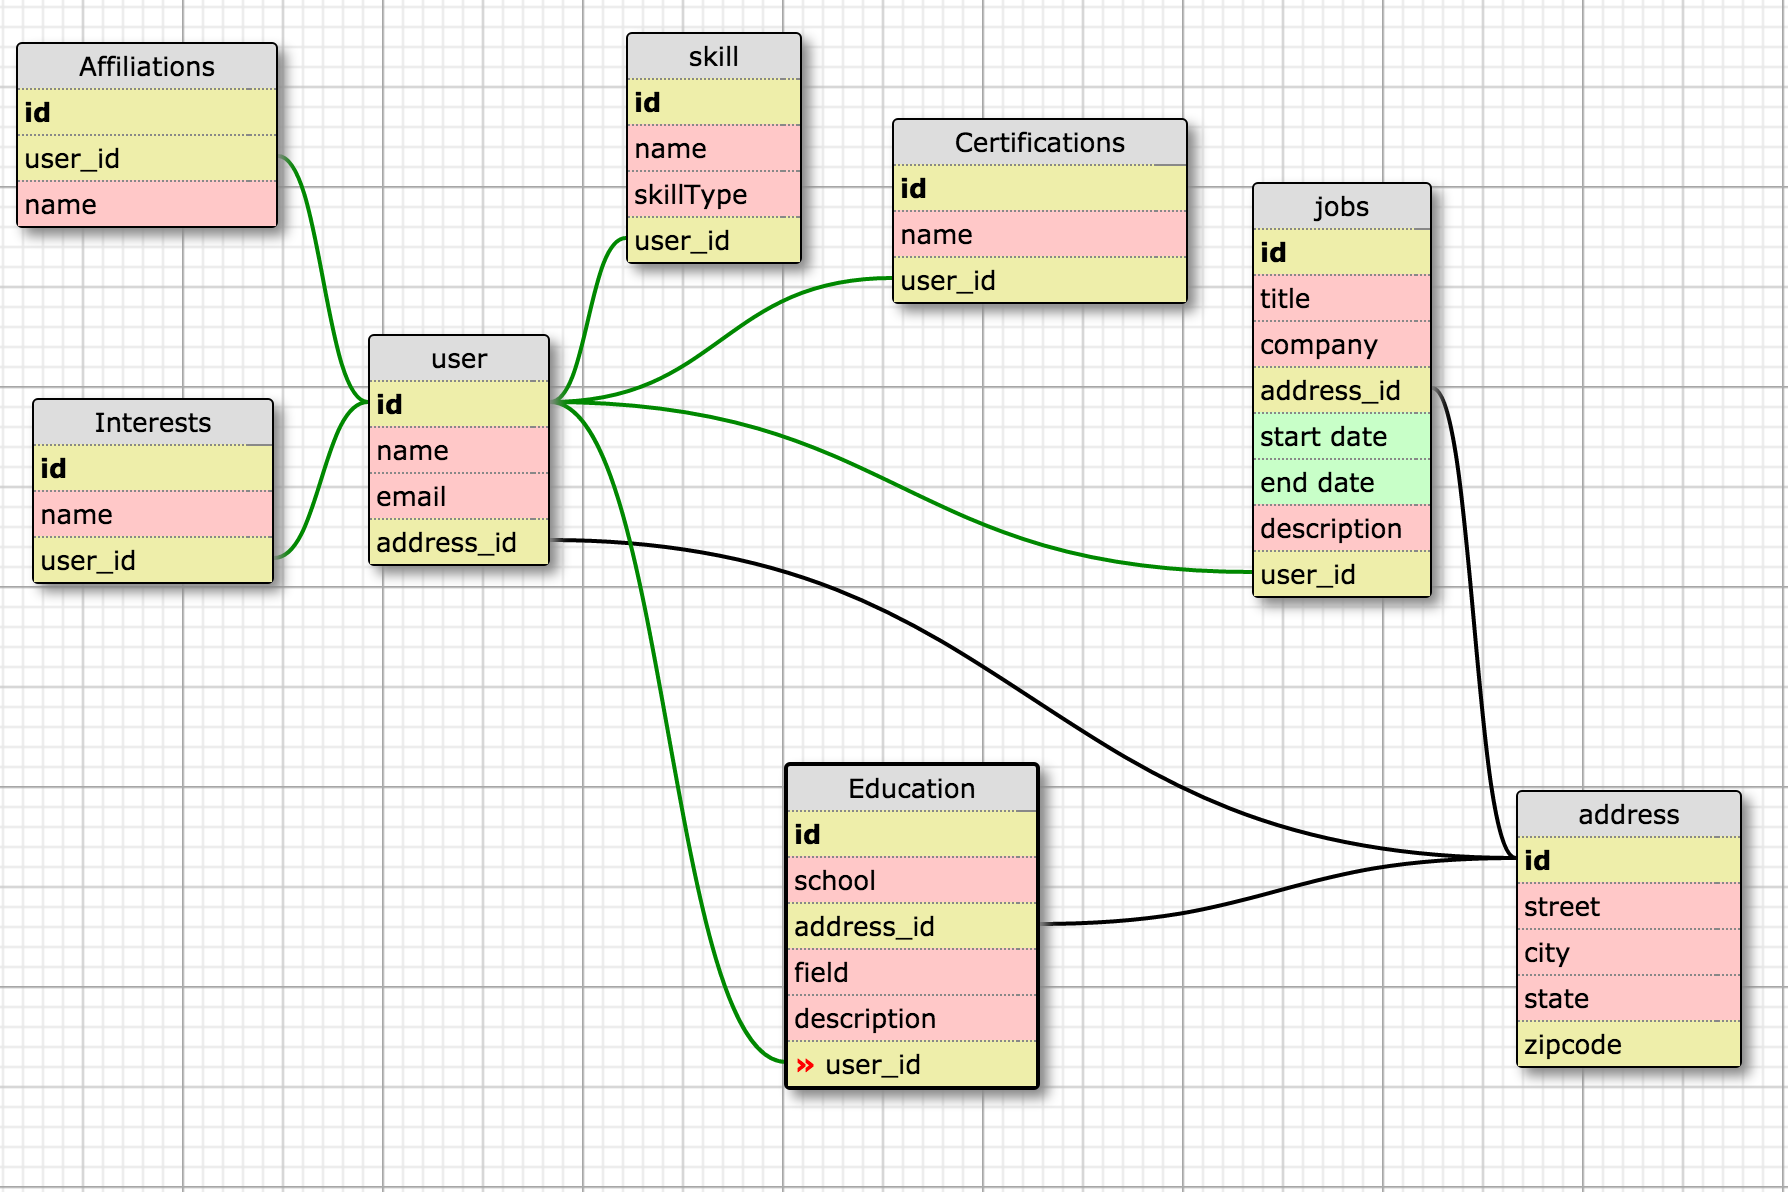 Affiliations
id
user_id
name
skill
id
name
skillType
user_id
Certifications
id
name
user_id
jobs
id
title
company
address_id
start date
end date
description
user_id
user
id
name
email
address_id
Interests
id
name
user_id
Education
id
school
address_id
field
description
» user_id
address
id
street
city
state
zipcode